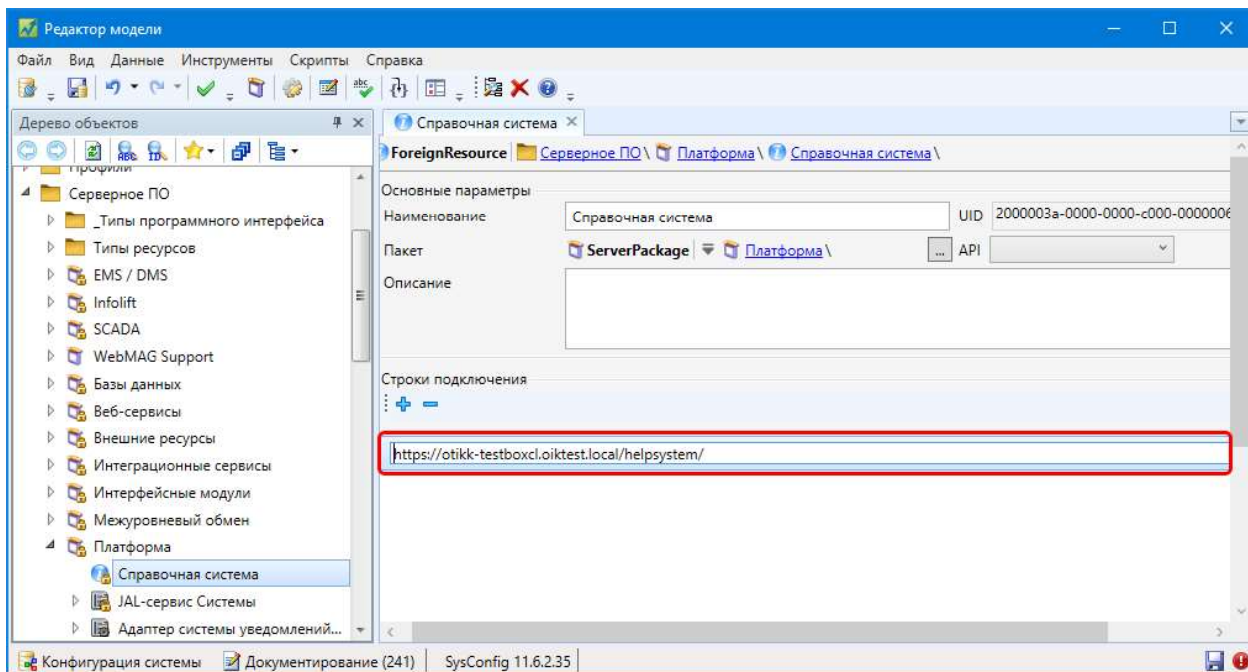 Редактор модели
Файл Вид Данные Инструменты Скрипты Справка
Дерево объектов
Справочная система
ForeignResource Серверное ПО \ Платформа \ Справочная система \
Профили
Серверное ПО
_Типы программного интерфейса
Типы ресурсов
EMS / DMS
Infolift
SCADA
WebMAG Support
Базы данных
Веб-сервисы
Внешние ресурсы
Интеграционные сервисы
Интерфейсные модули
Межуровневый обмен
Платформа
Справочная система
JAL-сервис Системы
Адаптер системы уведомлений...
Основные параметры
Наименование Справочная система UID 2000003a-0000-0000-c000-0000006
Пакет ServerPackage Платформа \ ... API
Описание
Строки подключения
https://otikk-testboxcl.oiktest.local/helpsystem/
Конфигурация системы Документирование (241) SysConfig 11.6.2.35